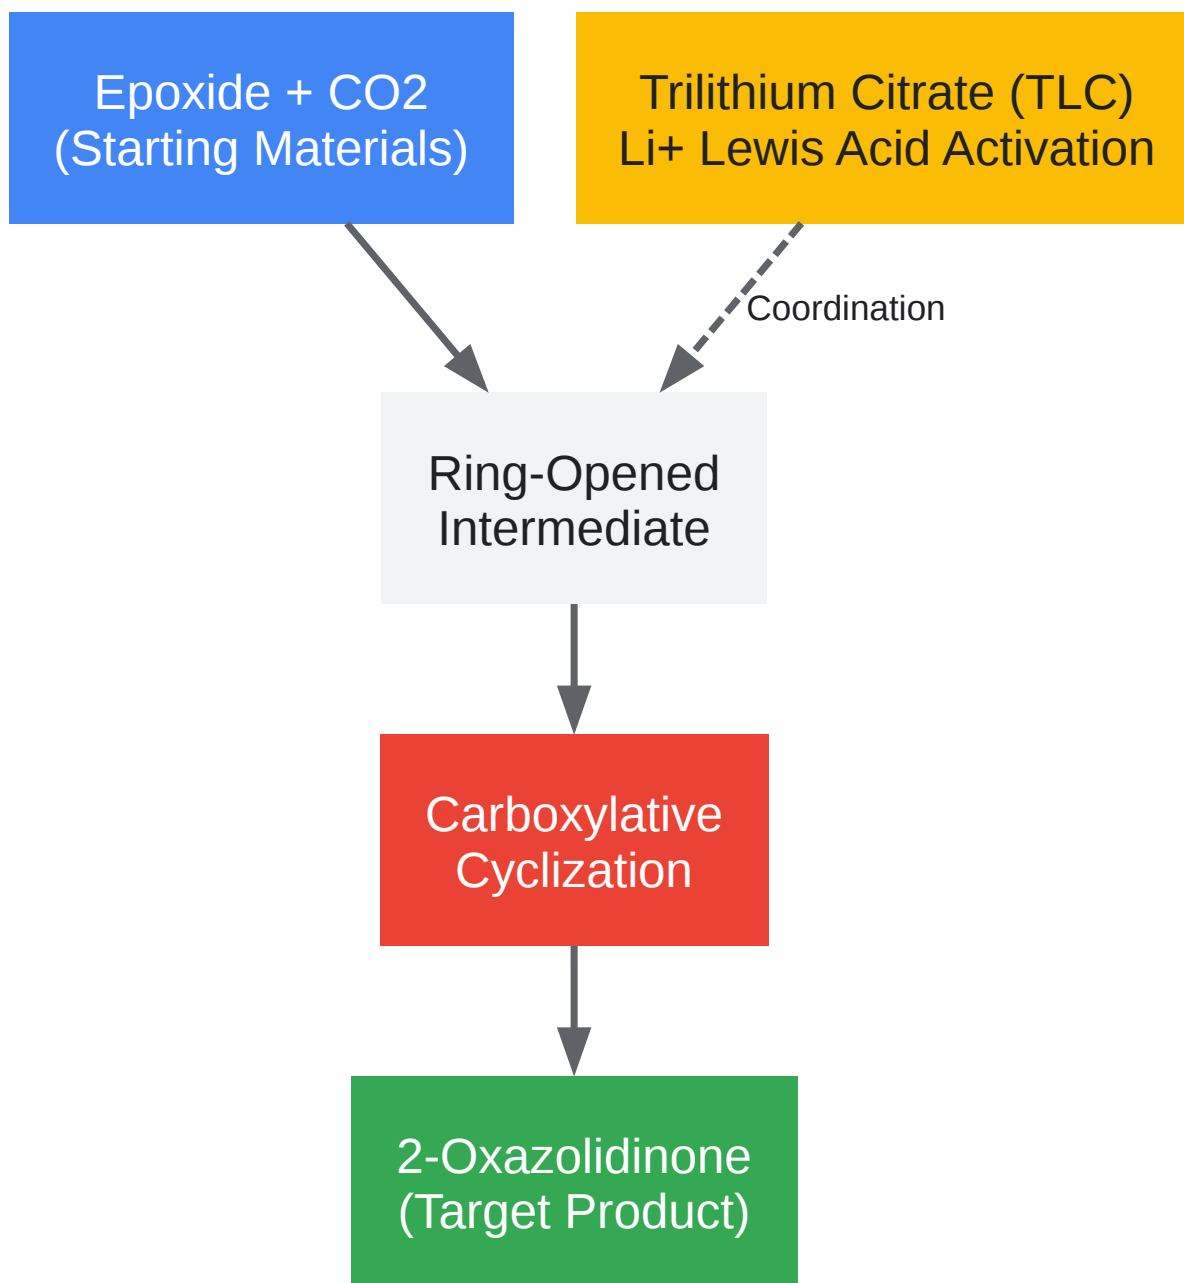 Epoxide + CO2
(Starting Materials)
Trilithium Citrate (TLC)
Li+ Lewis Acid Activation
Coordination
Ring-Opened
Intermediate
Carboxylative
Cyclization
2-Oxazolidinone
(Target Product)